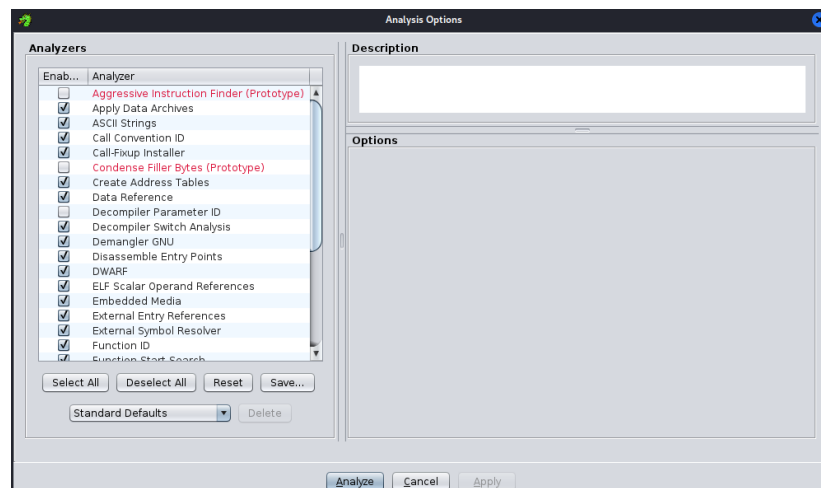 Analysis Options
Analyzers
Description
Enab... Analyzer
Aggressive Instruction Finder (Prototype)
Apply Data Archives
ASCII Strings
Call Convention ID
Call-Fixup Installer
Condense Filler Bytes (Prototype)
Create Address Tables
Data Reference
Decompiler Parameter ID
Decompiler Switch Analysis
Demangler GNU
Disassemble Entry Points
DWARF
ELF Scalar Operand References
Embedded Media
External Entry References
External Symbol Resolver
Function ID
Function Start Search
Options
Select All Deselect All Reset Save...
Standard Defaults Delete
Analyze Cancel Apply